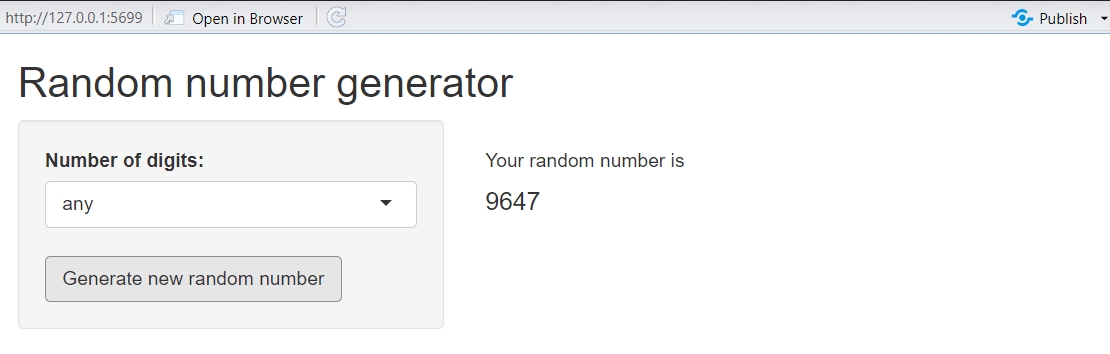 http://127.0.0.1:5699 Open in Browser Publish
Random number generator
Number of digits:
any
Generate new random number
Your random number is
9647